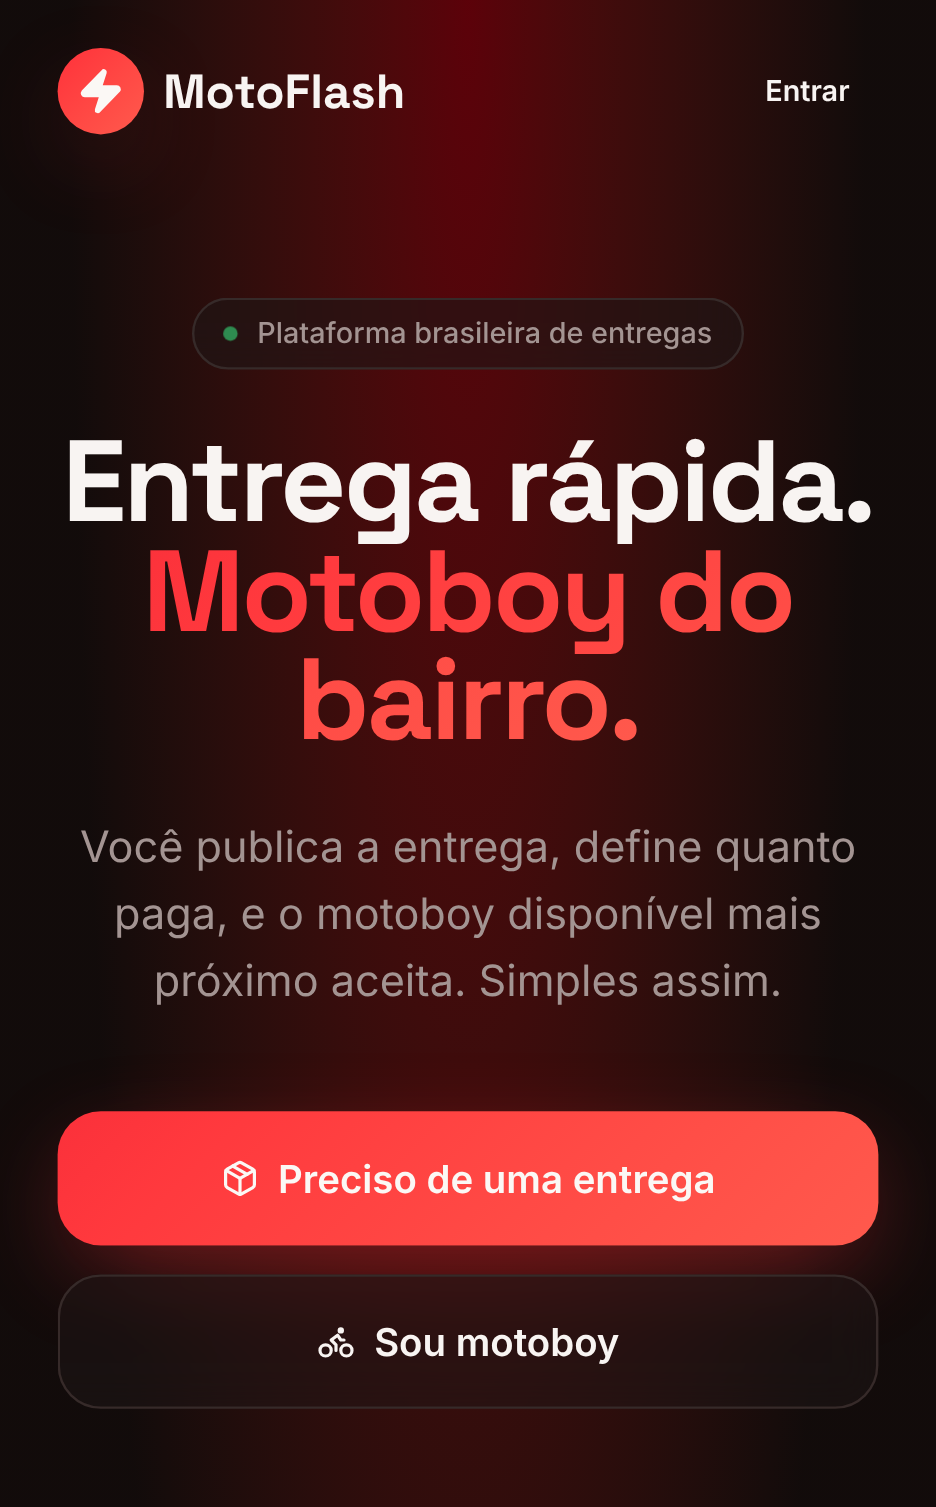 MotoFlash
Entrar
Plataforma brasileira de entregas
Entrega rápida.
Motoboy do
bairro.
Você publica a entrega, define quanto
paga, e o motoboy disponível mais
próximo aceita. Simples assim.
Preciso de uma entrega
Sou motoboy